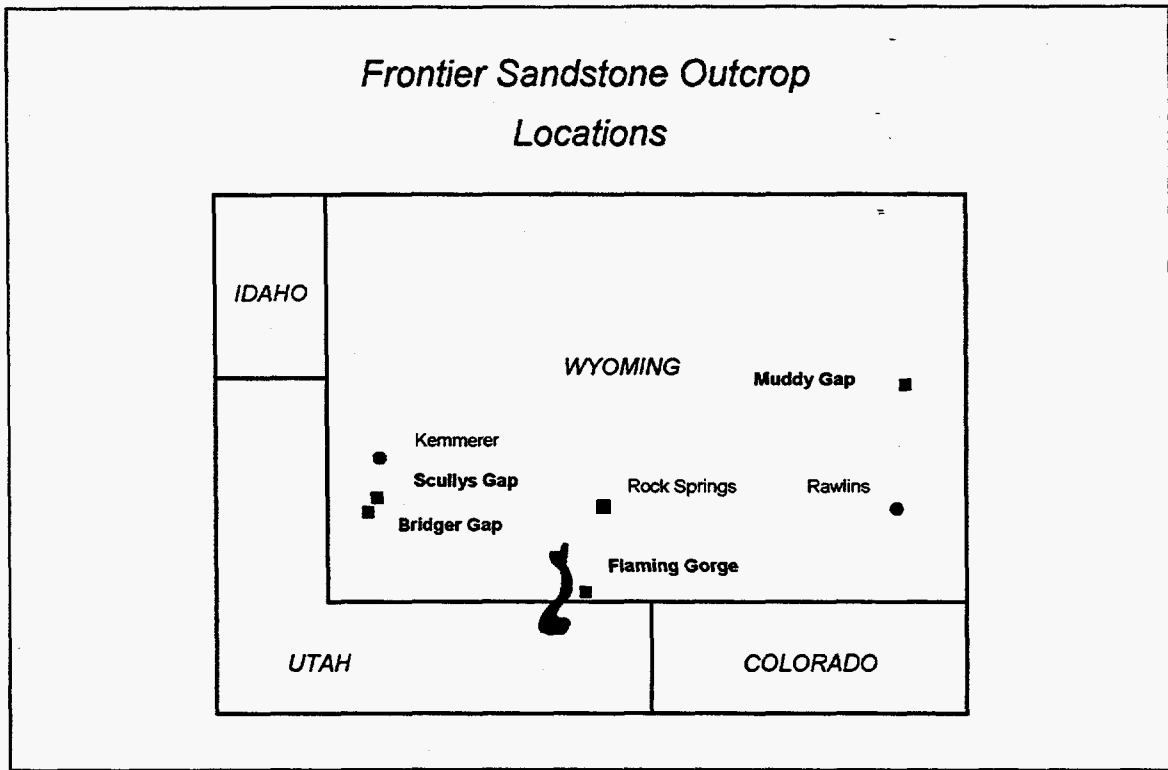 Frontier Sandstone Outcrop
Locations
IDAHO
WYOMING
Muddy Gap
Kemmerer
Scullys Gap
Rock Springs
Rawlins
Bridger Gap
Flaming Gorge
UTAH
COLORADO